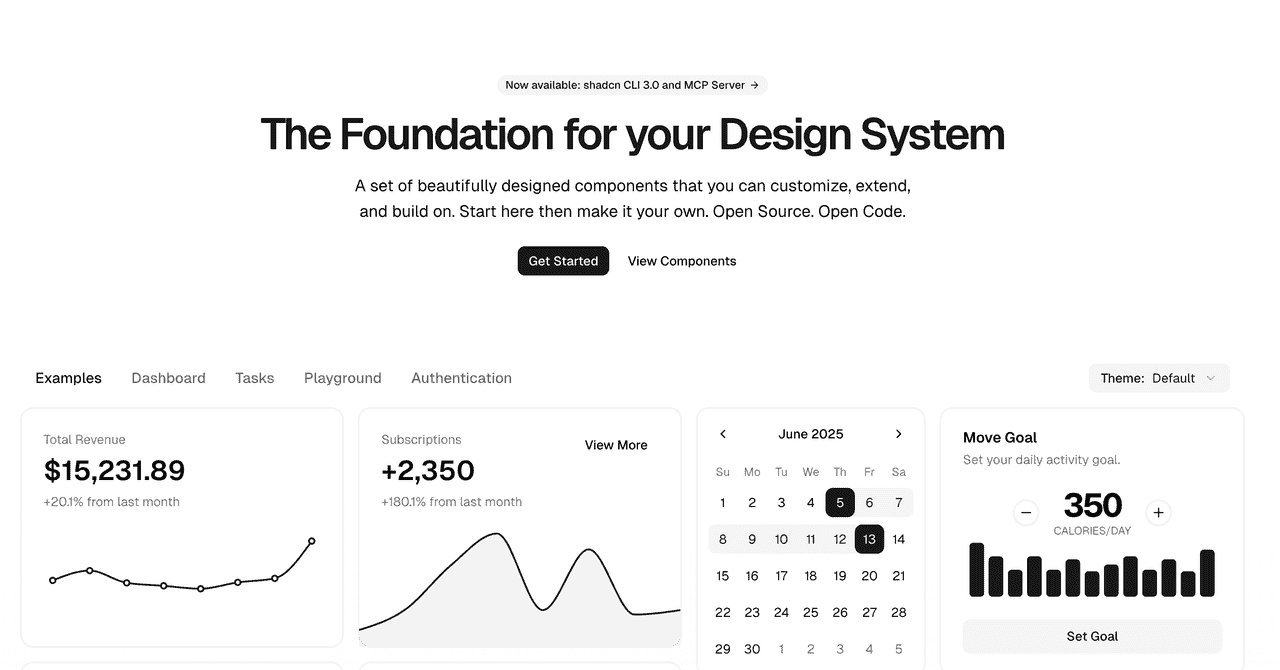 Now available: shadcn CLI 3.0 and MCP Server →
The Foundation for your Design System
A set of beautifully designed components that you can customize, extend,
and build on. Start here then make it your own. Open Source. Open Code.
Get Started View Components
Examples Dashboard Tasks Playground Authentication
Theme: Default
Total Revenue
$15,231.89
+20.1% from last month
Subscriptions
+2,350
+180.1% from last month
View More
June 2025
Su Mo Tu We Th Fr Sa
1 2 3 4 5 6 7
8 9 10 11 12 13 14
15 16 17 18 19 20 21
22 23 24 25 26 27 28
29 30 1 2 3 4 5
Move Goal
Set your daily activity goal.
350
CALORIES/DAY
Set Goal